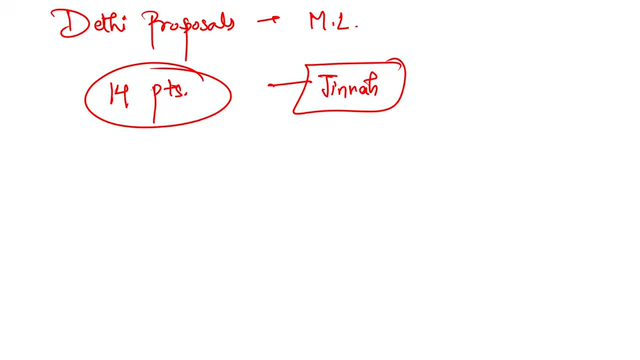 Delhi Proposals → M.L.
14 pts. — Jinnah